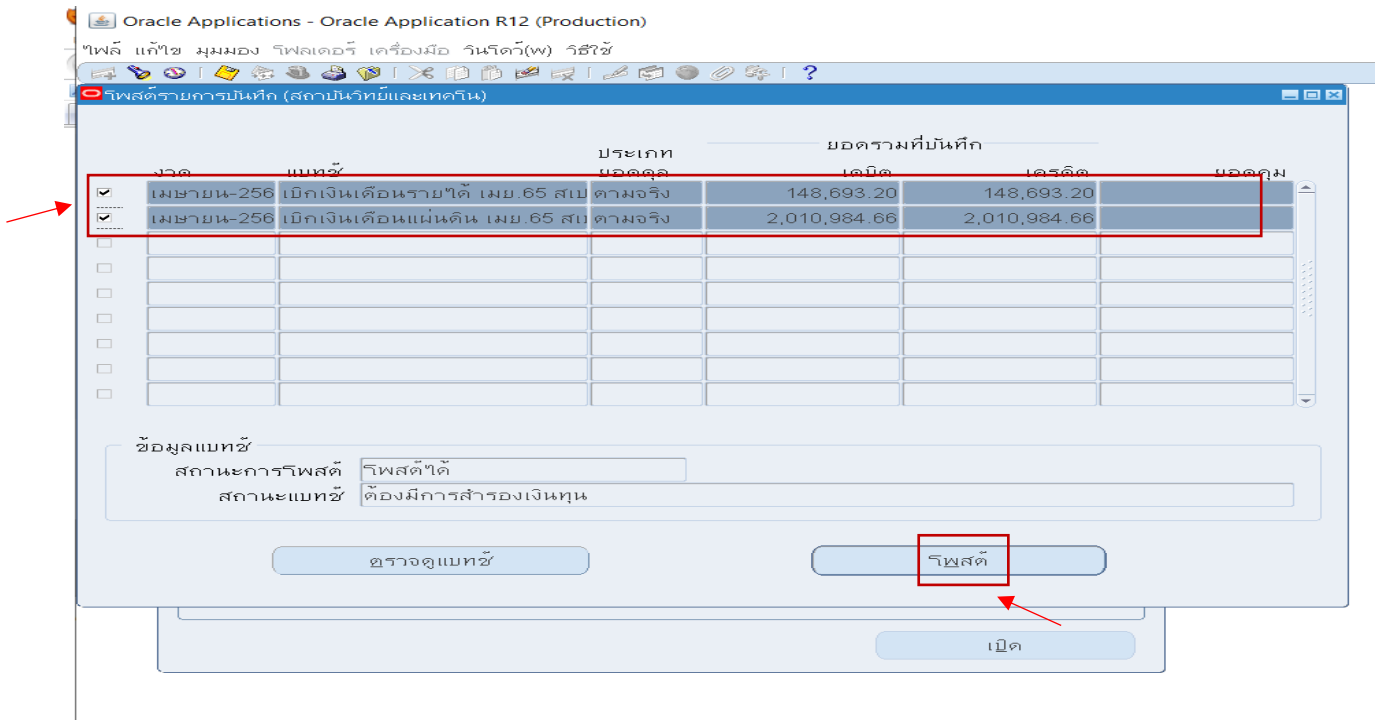 Oracle Applications - Oracle Application R12 (Production)
ไฟล์ แก้ไข มุมมอง โฟลเดอร์ เครื่องมือ วินโดว์(w) วิธีใช้
โพสต์รายการบันทึก (สถาบันวิทย์และเทคโน)
ยอดรวมที่บันทึก
ประเภท
งวด แบทช์ ยอดดุล เดบิต เครดิต ยอดคุม
เมษายน-256 เบิกเงินเดือนรายได้ เมย.65 สเป ตามจริง 148,693.20 148,693.20
เมษายน-256 เบิกเงินเดือนแผ่นดิน เมย.65 สเ ตามจริง 2,010,984.66 2,010,984.66
ข้อมูลแบทช์
สถานะการโพสต์ โพสต์ได้
สถานะแบทช์ ต้องมีการสำรองเงินทุน
ตรวจดูแบทช์ โพสต์
เปิด